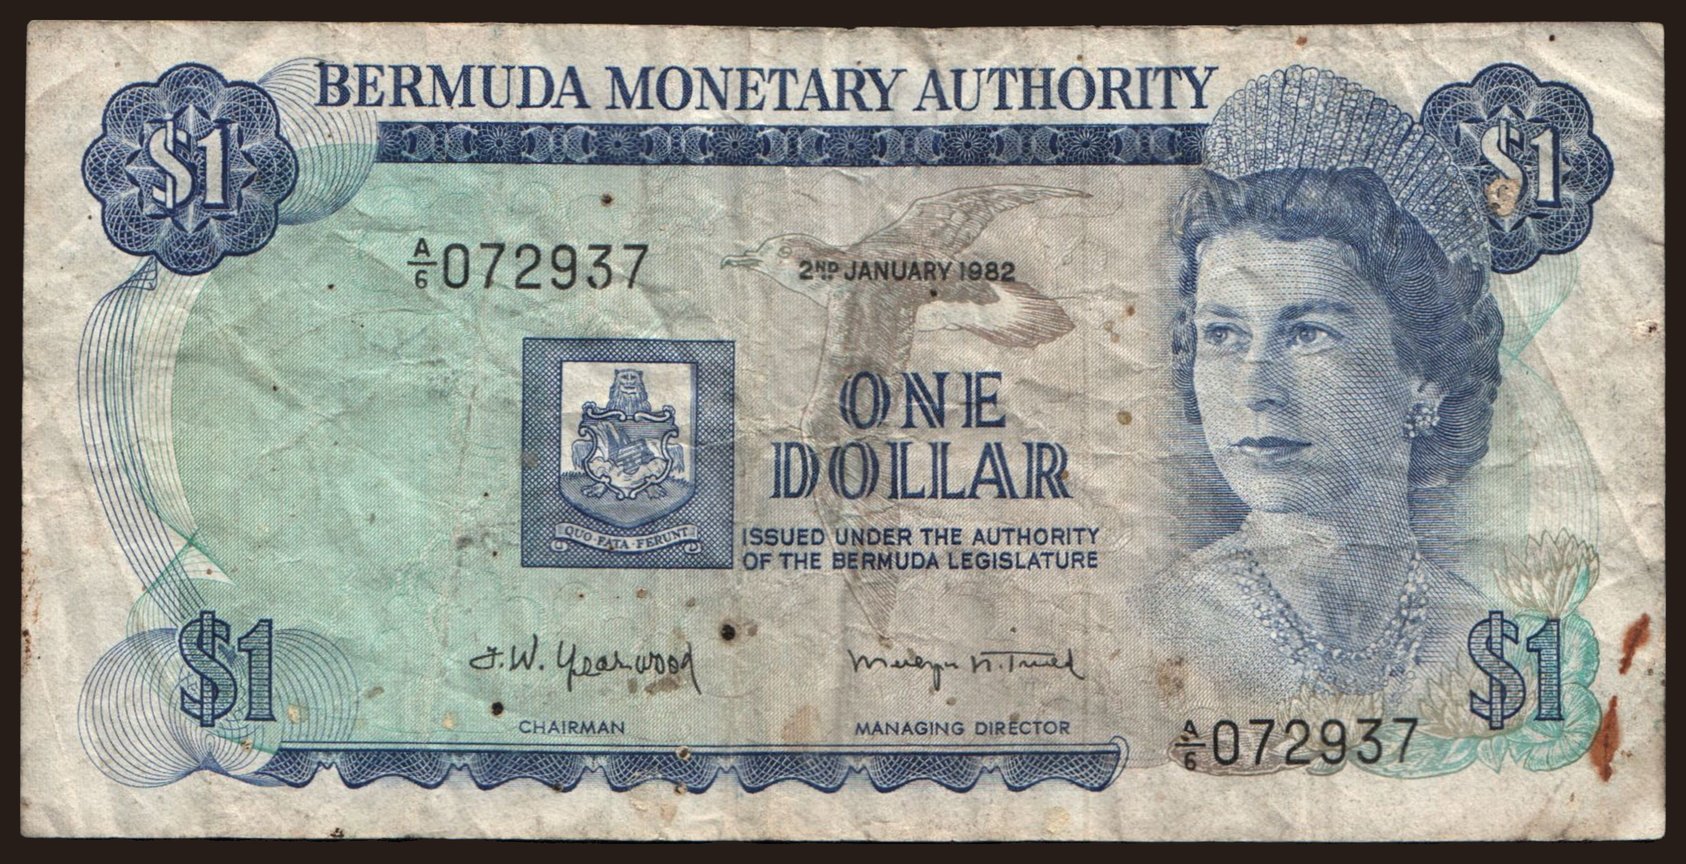 BERMUDA MONETARY AUTHORITY
$1
$1
A/6 072937
2ND JANUARY 1982
ONE
DOLLAR
QUO FATA FERUNT
ISSUED UNDER THE AUTHORITY
OF THE BERMUDA LEGISLATURE
J.W. Yearwood
CHAIRMAN
MANAGING DIRECTOR
$1
$1
A/6 072937